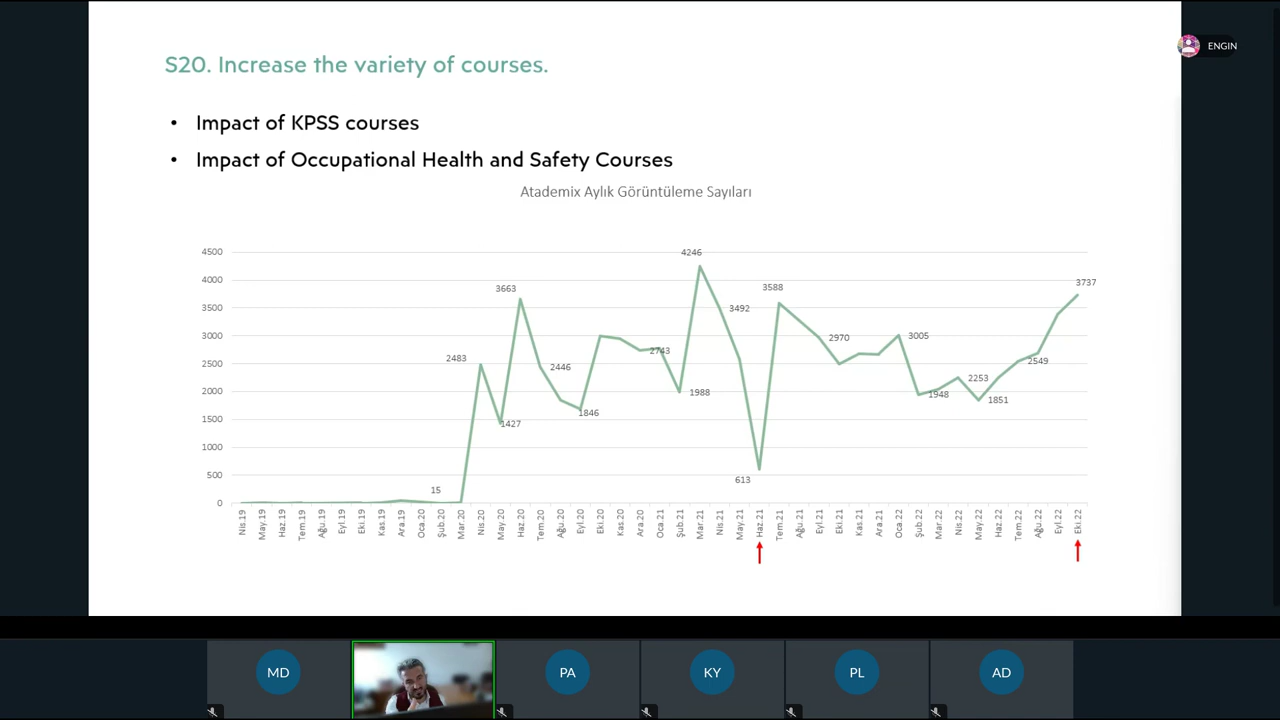 S20. Increase the variety of courses.
• Impact of KPSS courses
• Impact of Occupational Health and Safety Courses
Atademix Aylık Görüntüleme Sayıları
4500
4000
3500
3000
2500
2000
1500
1000
500
0
15
2483
1427
3663
2446
1846
2743
1988
4246
3492
613
3588
2970
3005
1948
2253
1851
2549
3737
Nis.19
May.19
Haz.19
Tem.19
Ağu.19
Eyl.19
Eki.19
Kas.19
Ara.19
Oca.20
Şub.20
Mar.20
Nis.20
May.20
Haz.20
Tem.20
Ağu.20
Eyl.20
Eki.20
Kas.20
Ara.20
Oca.21
Şub.21
Mar.21
Nis.21
May.21
Haz.21
Tem.21
Ağu.21
Eyl.21
Eki.21
Kas.21
Ara.21
Oca.22
Şub.22
Mar.22
Nis.22
May.22
Haz.22
Tem.22
Ağu.22
Eyl.22
Eki.22
ENGIN
MD
PA
KY
PL
AD